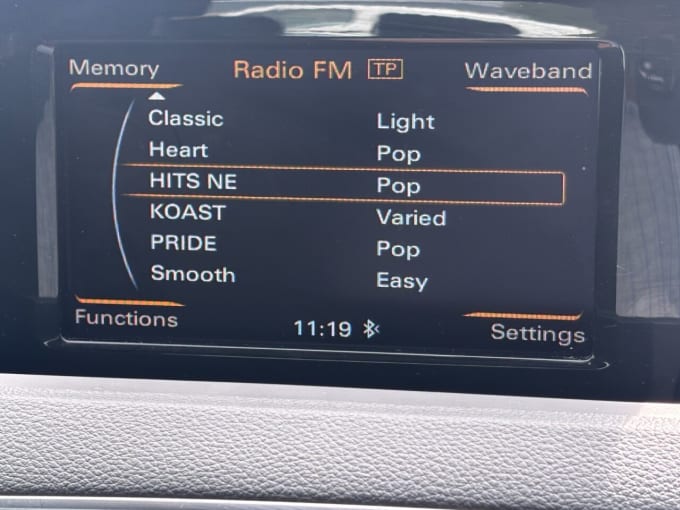 Memory Radio FM TP Waveband
Classic Light
Heart Pop
HITS NE Pop
KOAST Varied
PRIDE Pop
Smooth Easy
Functions 11:19 Settings